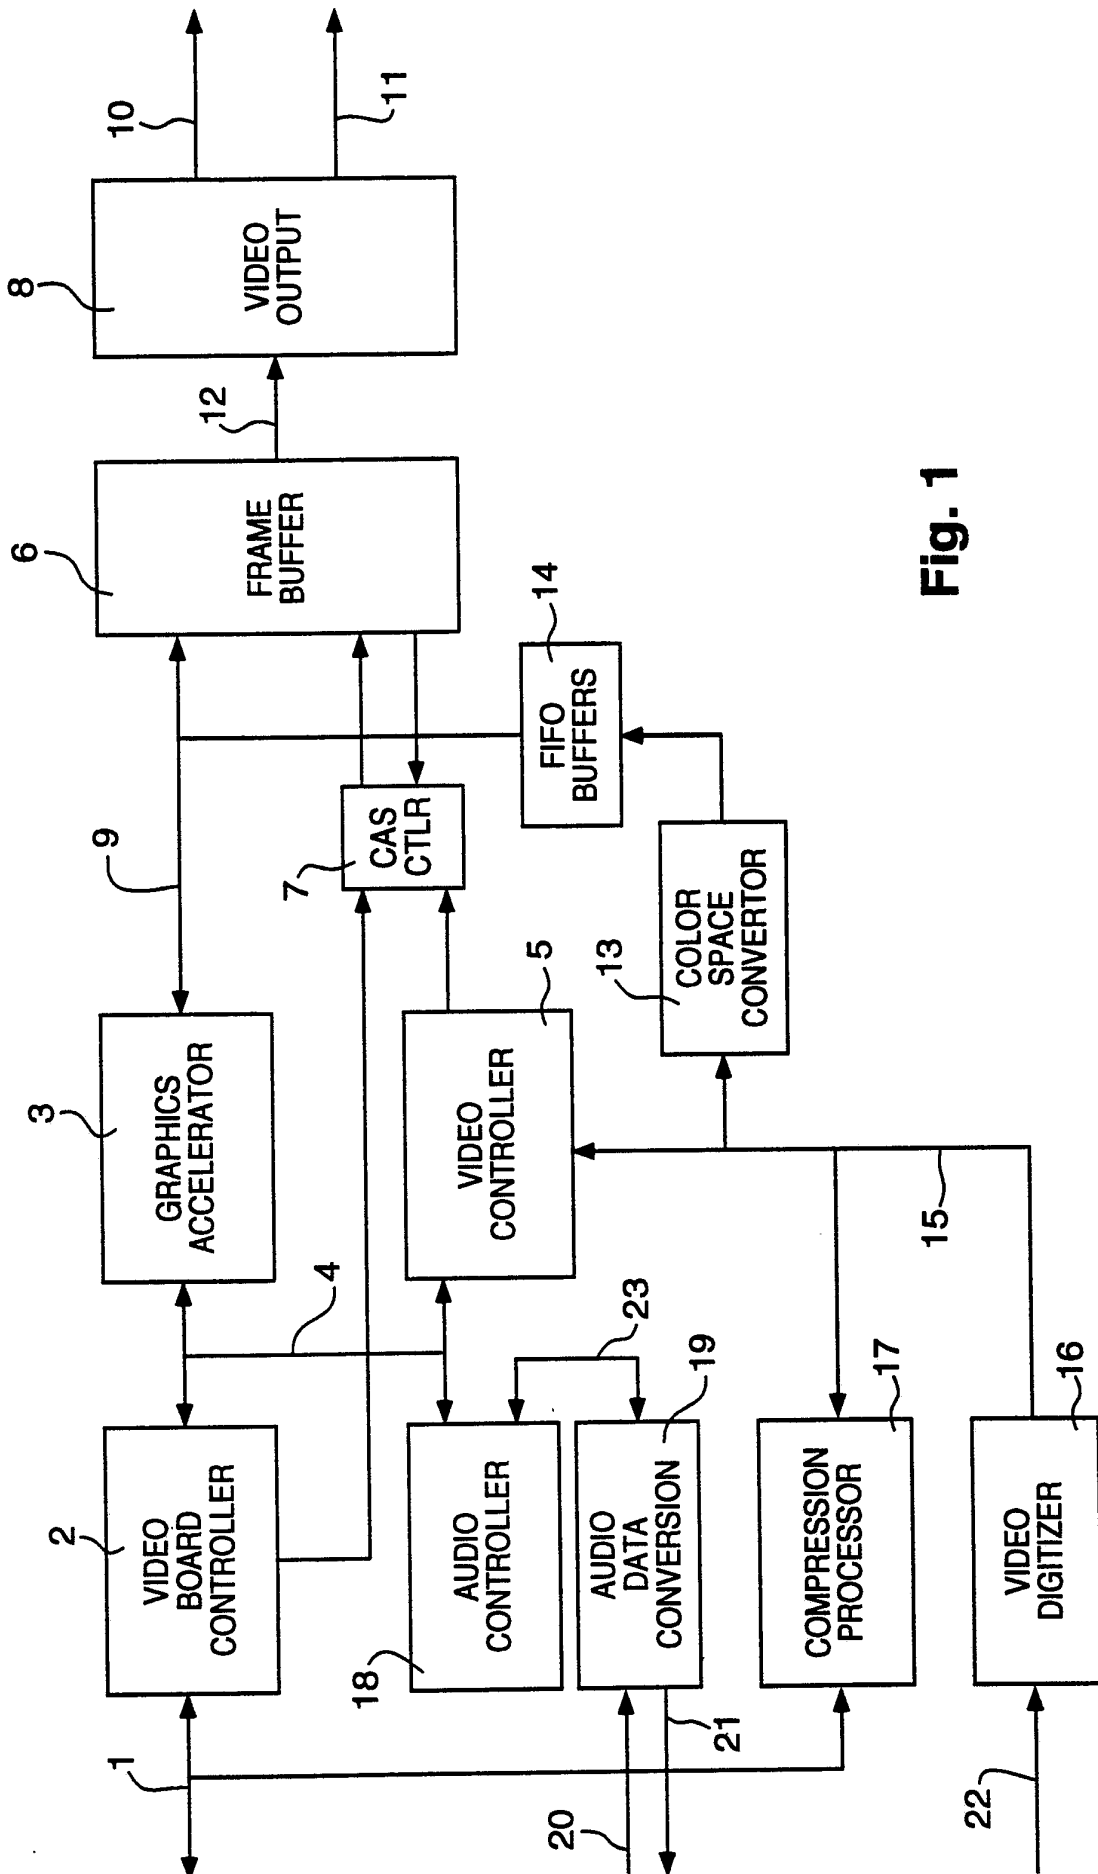 1
2
VIDEO
BOARD
CONTROLLER
3
GRAPHICS
ACCELERATOR
4
9
6
FRAME
BUFFER
12
8
VIDEO
OUTPUT
10
11
7
CAS
CTLR
5
VIDEO
CONTROLLER
18
AUDIO
CONTROLLER
23
14
FIFO
BUFFERS
13
COLOR
SPACE
CONVERTOR
20
21
19
AUDIO
DATA
CONVERSION
17
COMPRESSION
PROCESSOR
15
22
16
VIDEO
DIGITIZER
Fig. 1